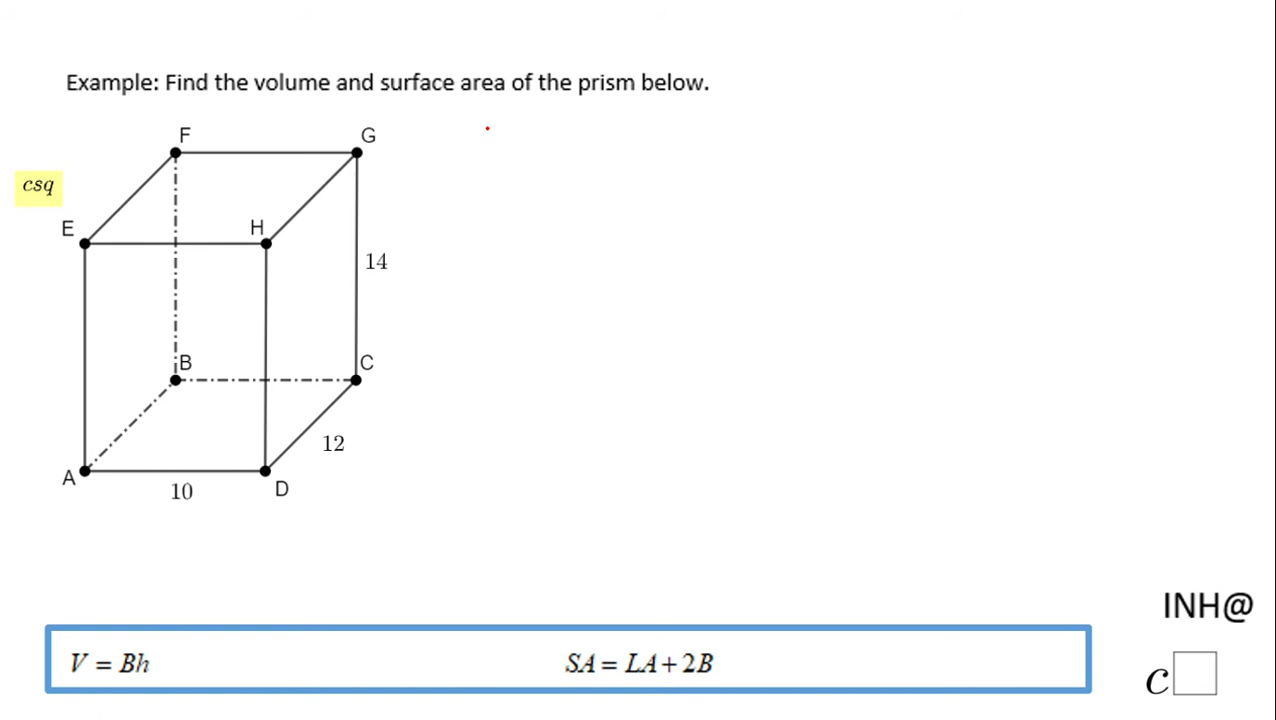 Example: Find the volume and surface area of the prism below.
F
G
csq
E
H
14
B
C
12
A
10
D
INH@
V = Bh
SA = LA + 2B
c